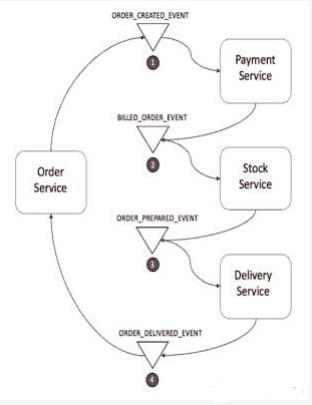 ORDER_CREATED_EVENT
1
Payment
Service
BILLED_ORDER_EVENT
2
Order
Service
Stock
Service
ORDER_PREPARED_EVENT
3
Delivery
Service
ORDER_DELIVERED_EVENT
4